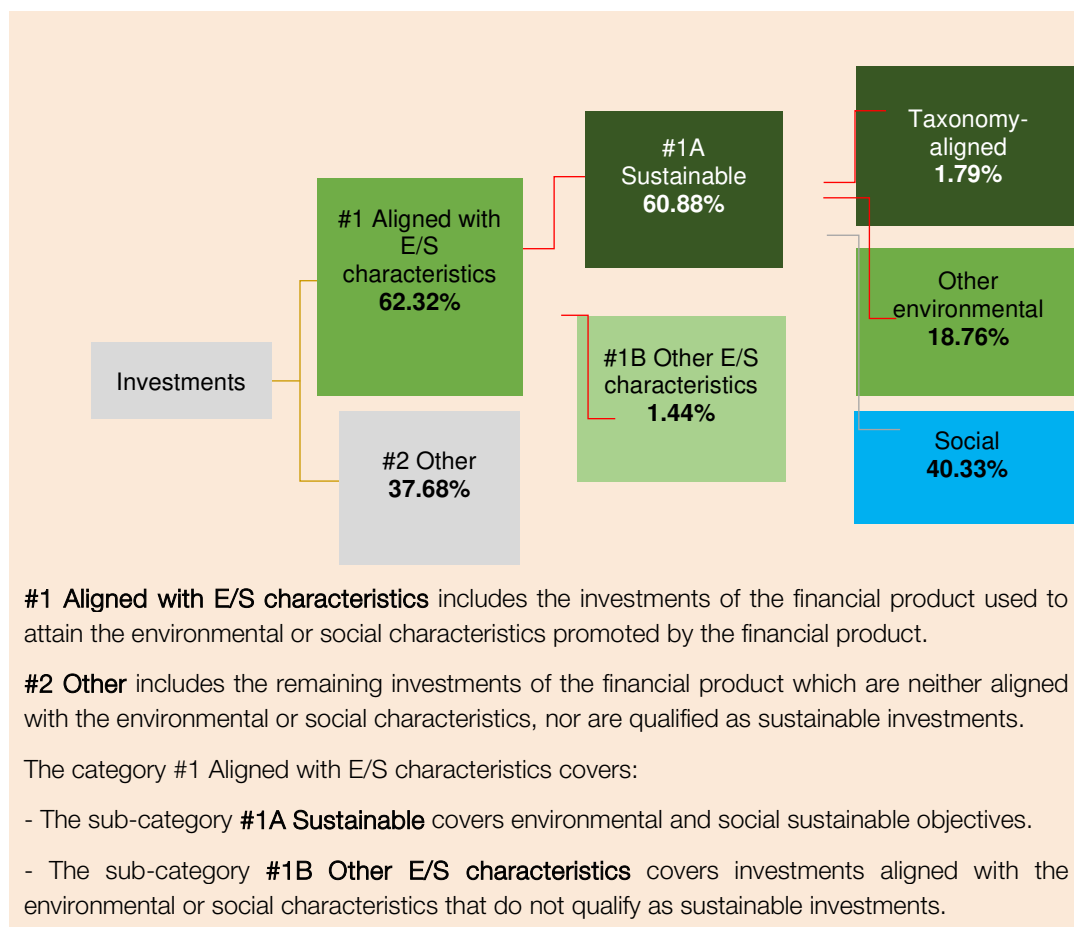 Investments
#1 Aligned with
E/S
characteristics
62.32%
#2 Other
37.68%
#1A
Sustainable
60.88%
#1B Other E/S
characteristics
1.44%
Taxonomy-
aligned
1.79%
Other
environmental
18.76%
Social
40.33%
#1 Aligned with E/S characteristics includes the investments of the financial product used to
attain the environmental or social characteristics promoted by the financial product.
#2 Other includes the remaining investments of the financial product which are neither aligned
with the environmental or social characteristics, nor are qualified as sustainable investments.
The category #1 Aligned with E/S characteristics covers:
- The sub-category #1A Sustainable covers environmental and social sustainable objectives.
- The sub-category #1B Other E/S characteristics covers investments aligned with the
environmental or social characteristics that do not qualify as sustainable investments.